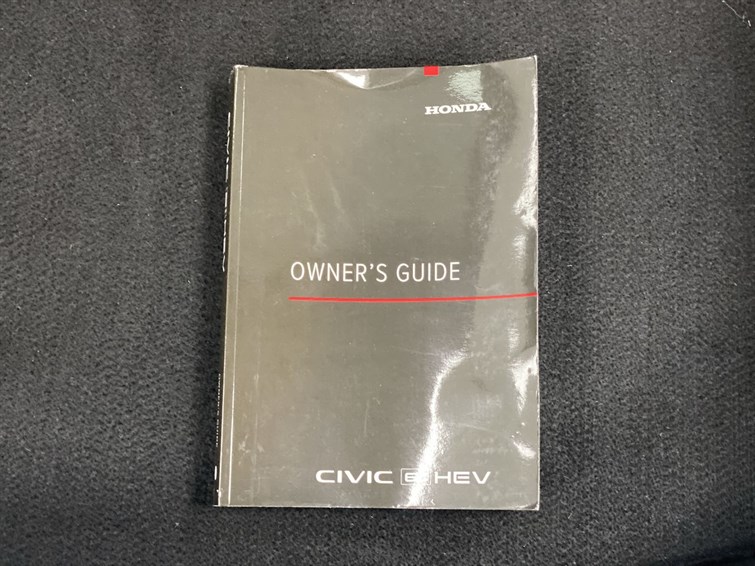 HONDA
OWNER'S GUIDE
CIVIC e HEV